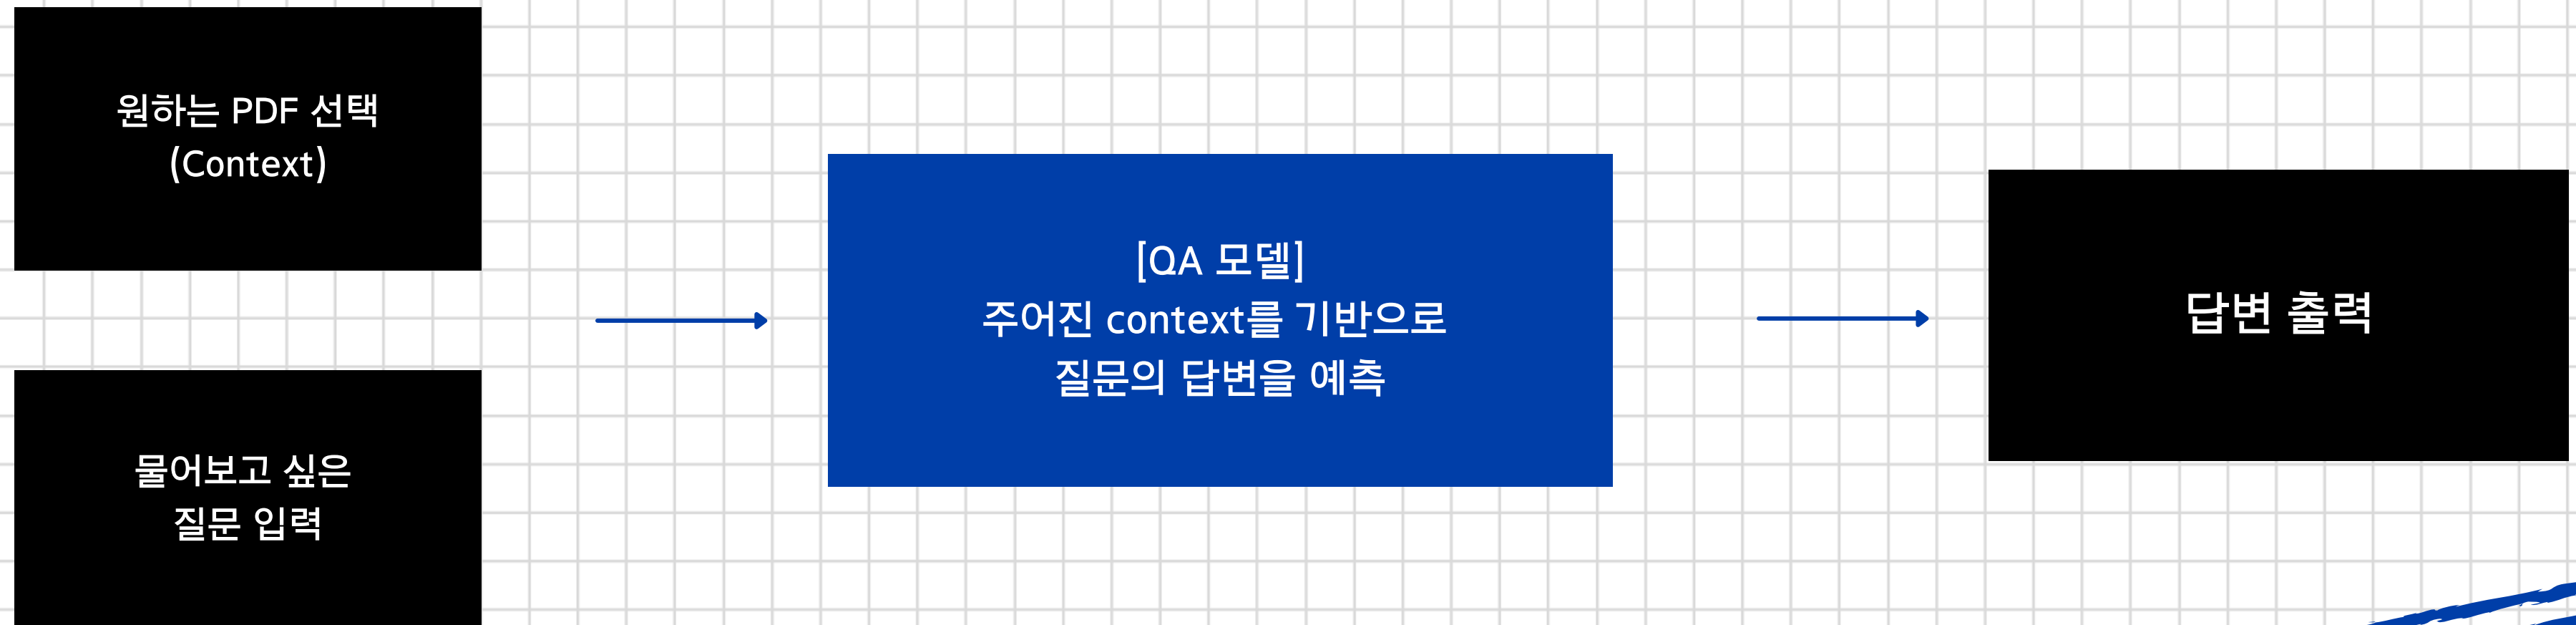 원하는 PDF 선택
(Context)
물어보고 싶은
질문 입력
[QA 모델]
주어진 context를 기반으로
질문의 답변을 예측
답변 출력